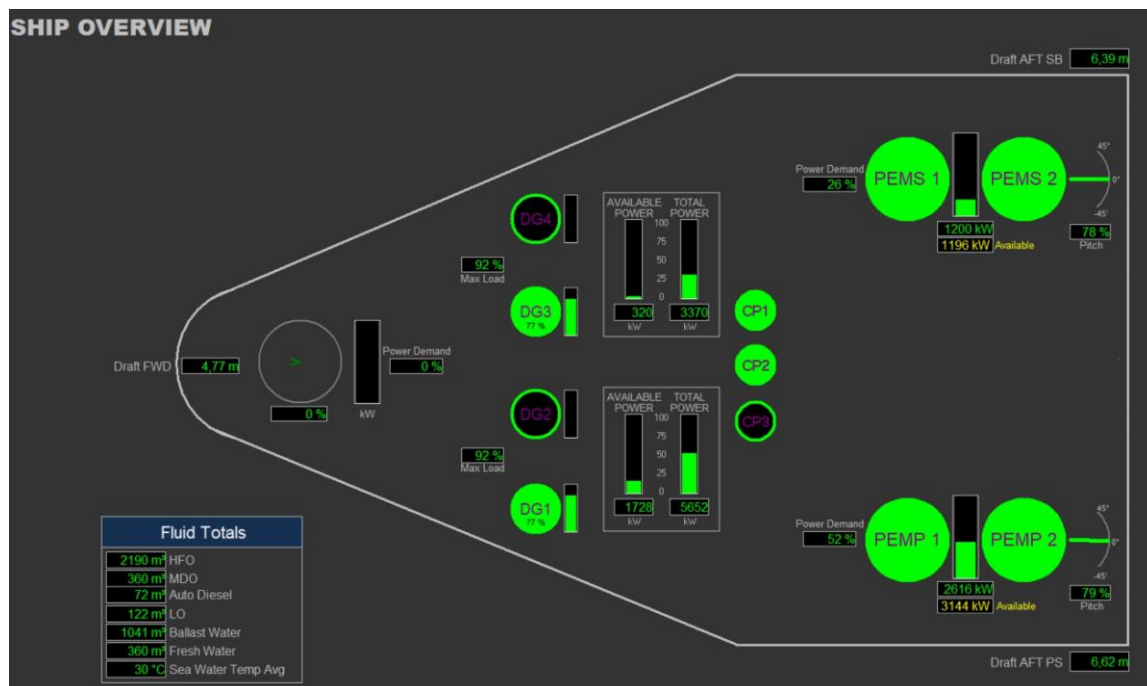 SHIP OVERVIEW
Draft AFT SB 6,39 m
Power Demand
26 %
PEMS 1
PEMS 2
45°
0°
-45°
1200 kW
1196 kW Available
78 %
Pitch
DG4
92 %
Max Load
DG3
77 %
AVAILABLE POWER
TOTAL POWER
100
75
50
25
0
320
3370
kW
kW
CP1
CP2
CP3
Draft FWD 4,77 m
>
0 %
kW
Power Demand
0 %
DG2
92 %
Max Load
DG1
77 %
AVAILABLE POWER
TOTAL POWER
100
75
50
25
0
1728
5652
kW
kW
Power Demand
52 %
PEMP 1
PEMP 2
45°
0°
-45°
2616 kW
3144 kW Available
79 %
Pitch
Draft AFT PS 6,62 m
Fluid Totals
2190 m³ HFO
360 m³ MDO
72 m³ Auto Diesel
122 m³ LO
1041 m³ Ballast Water
360 m³ Fresh Water
30 °C Sea Water Temp Avg